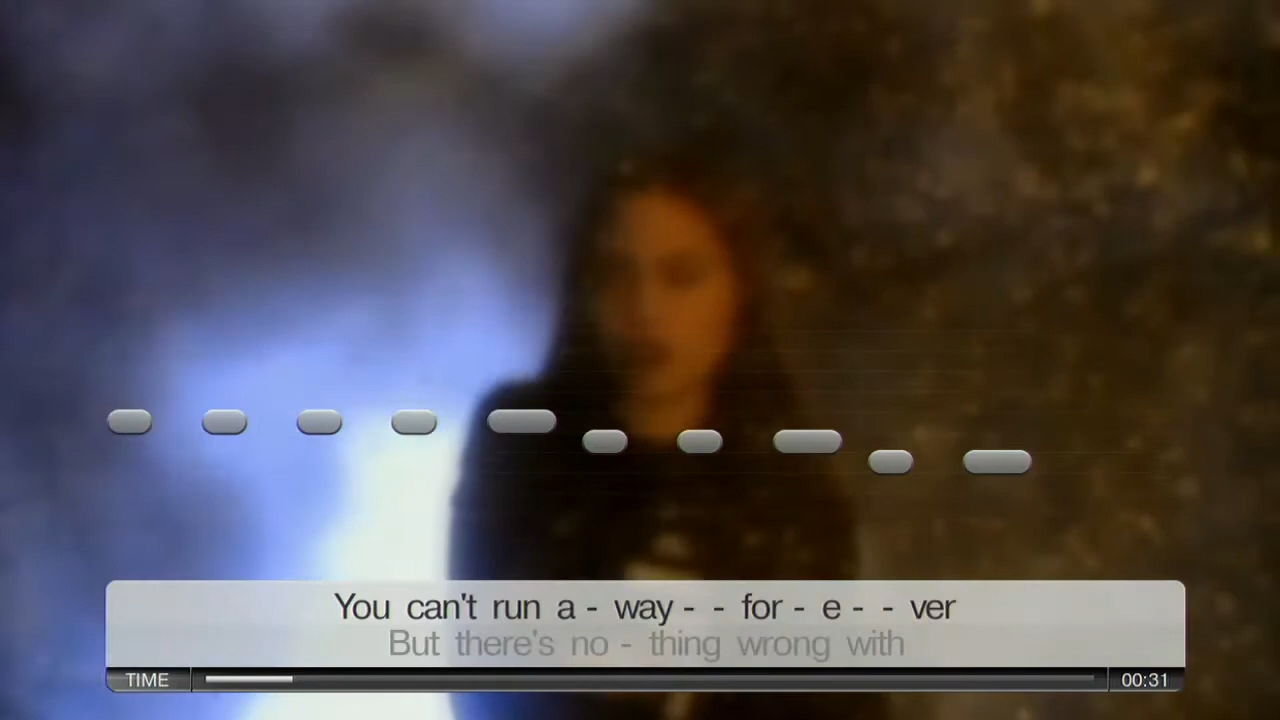 You can't run a - way - - for - e - - ver
But there's no - thing wrong with
TIME
00:31